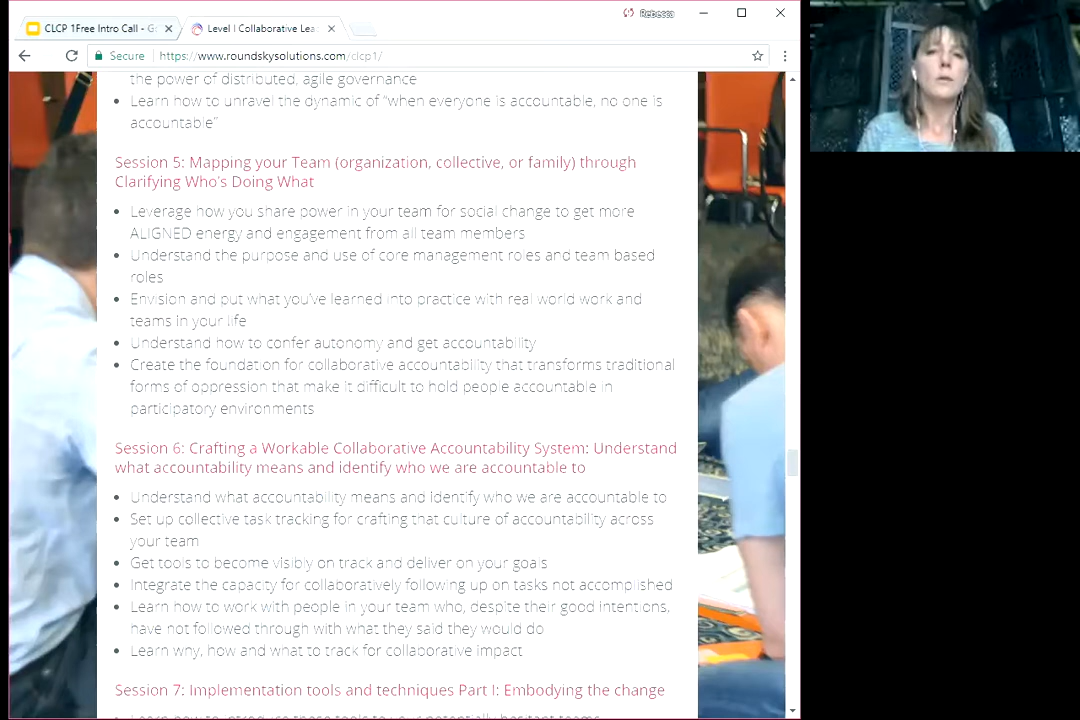 Rebecca
CLCP 1Free Intro Call - Go
Level I Collaborative Lea
Secure https://www.roundskysolutions.com/clcp1/
the power of distributed, agile governance
Learn how to unravel the dynamic of “when everyone is accountable, no one is
accountable”
Session 5: Mapping your Team (organization, collective, or family) through
Clarifying Who’s Doing What
Leverage how you share power in your team for social change to get more
ALIGNED energy and engagement from all team members
Understand the purpose and use of core management roles and team based
roles
Envision and put what you’ve learned into practice with real world work and
teams in your life
Understand how to confer autonomy and get accountability
Create the foundation for collaborative accountability that transforms traditional
forms of oppression that make it difficult to hold people accountable in
participatory environments
Session 6: Crafting a Workable Collaborative Accountability System: Understand
what accountability means and identify who we are accountable to
Understand what accountability means and identify who we are accountable to
Set up collective task tracking for crafting that culture of accountability across
your team
Get tools to become visibly on track and deliver on your goals
Integrate the capacity for collaboratively following up on tasks not accomplished
Learn how to work with people in your team who, despite their good intentions,
have not followed through with what they said they would do
Learn why, how and what to track for collaborative impact
Session 7: Implementation tools and techniques Part I: Embodying the change
Learn how to introduce these tools to your potentially hesitant teams